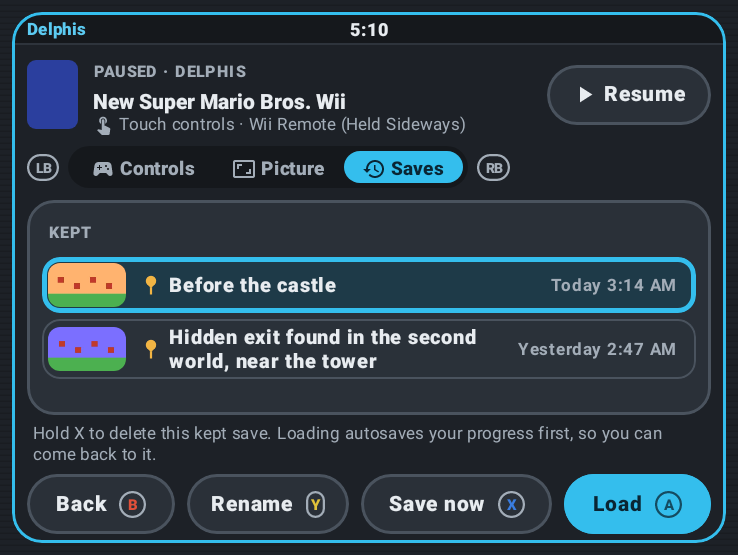 Delphis
5:10
PAUSED · DELPHIS
New Super Mario Bros. Wii
Touch controls · Wii Remote (Held Sideways)
Resume
LB
Controls
Picture
Saves
RB
KEPT
Before the castle
Today 3:14 AM
Hidden exit found in the second
world, near the tower
Yesterday 2:47 AM
Hold X to delete this kept save. Loading autosaves your progress first, so you can
come back to it.
Back B
Rename Y
Save now X
Load A